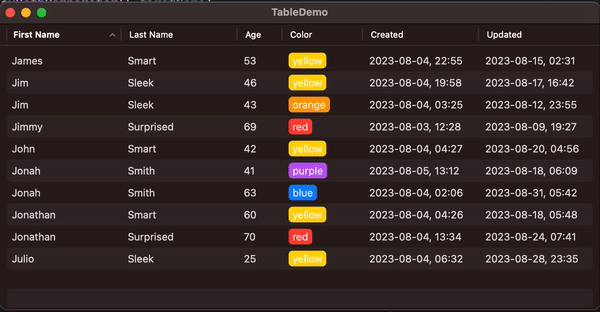 TableDemo
First Name Last Name Age Color Created Updated
James Smart 53 yellow 2023-08-04, 22:55 2023-08-15, 02:31
Jim Sleek 46 yellow 2023-08-04, 19:58 2023-08-17, 16:42
Jim Sleek 43 orange 2023-08-04, 03:25 2023-08-12, 23:55
Jimmy Surprised 69 red 2023-08-03, 12:28 2023-08-09, 19:27
John Smart 42 yellow 2023-08-04, 04:27 2023-08-20, 04:56
Jonah Smith 41 purple 2023-08-05, 13:12 2023-08-18, 06:09
Jonah Smith 63 blue 2023-08-04, 02:06 2023-08-31, 05:42
Jonathan Smart 60 yellow 2023-08-04, 04:26 2023-08-18, 05:48
Jonathan Surprised 70 red 2023-08-04, 13:34 2023-08-24, 07:41
Julio Sleek 25 yellow 2023-08-04, 06:32 2023-08-28, 23:35